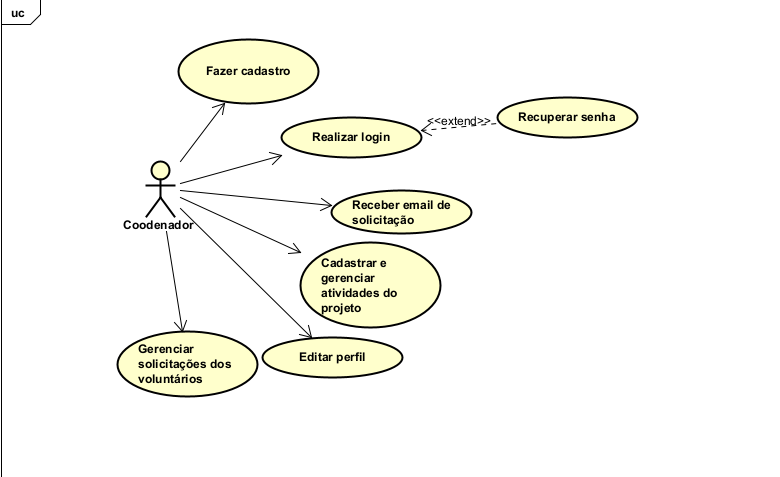 uc
Fazer cadastro
Realizar login
<<extend>>
Recuperar senha
Receber email de
solicitação
Coodenador
Cadastrar e
gerenciar
atividades do
projeto
Gerenciar
solicitações dos
voluntários
Editar perfil